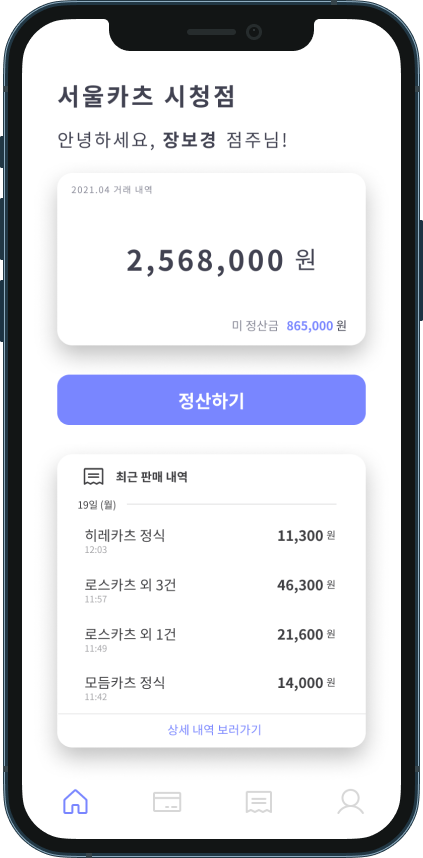 서울카츠 시청점
안녕하세요, 장보경 점주님!
2021.04 거래 내역
2,568,000 원
미 정산금 865,000 원
정산하기
최근 판매 내역
19일 (월)
히레카츠 정식 11,300 원
12:03
로스카츠 외 3건 46,300 원
11:57
로스카츠 외 1건 21,600 원
11:49
모듬카츠 정식 14,000 원
11:42
상세 내역 보러가기